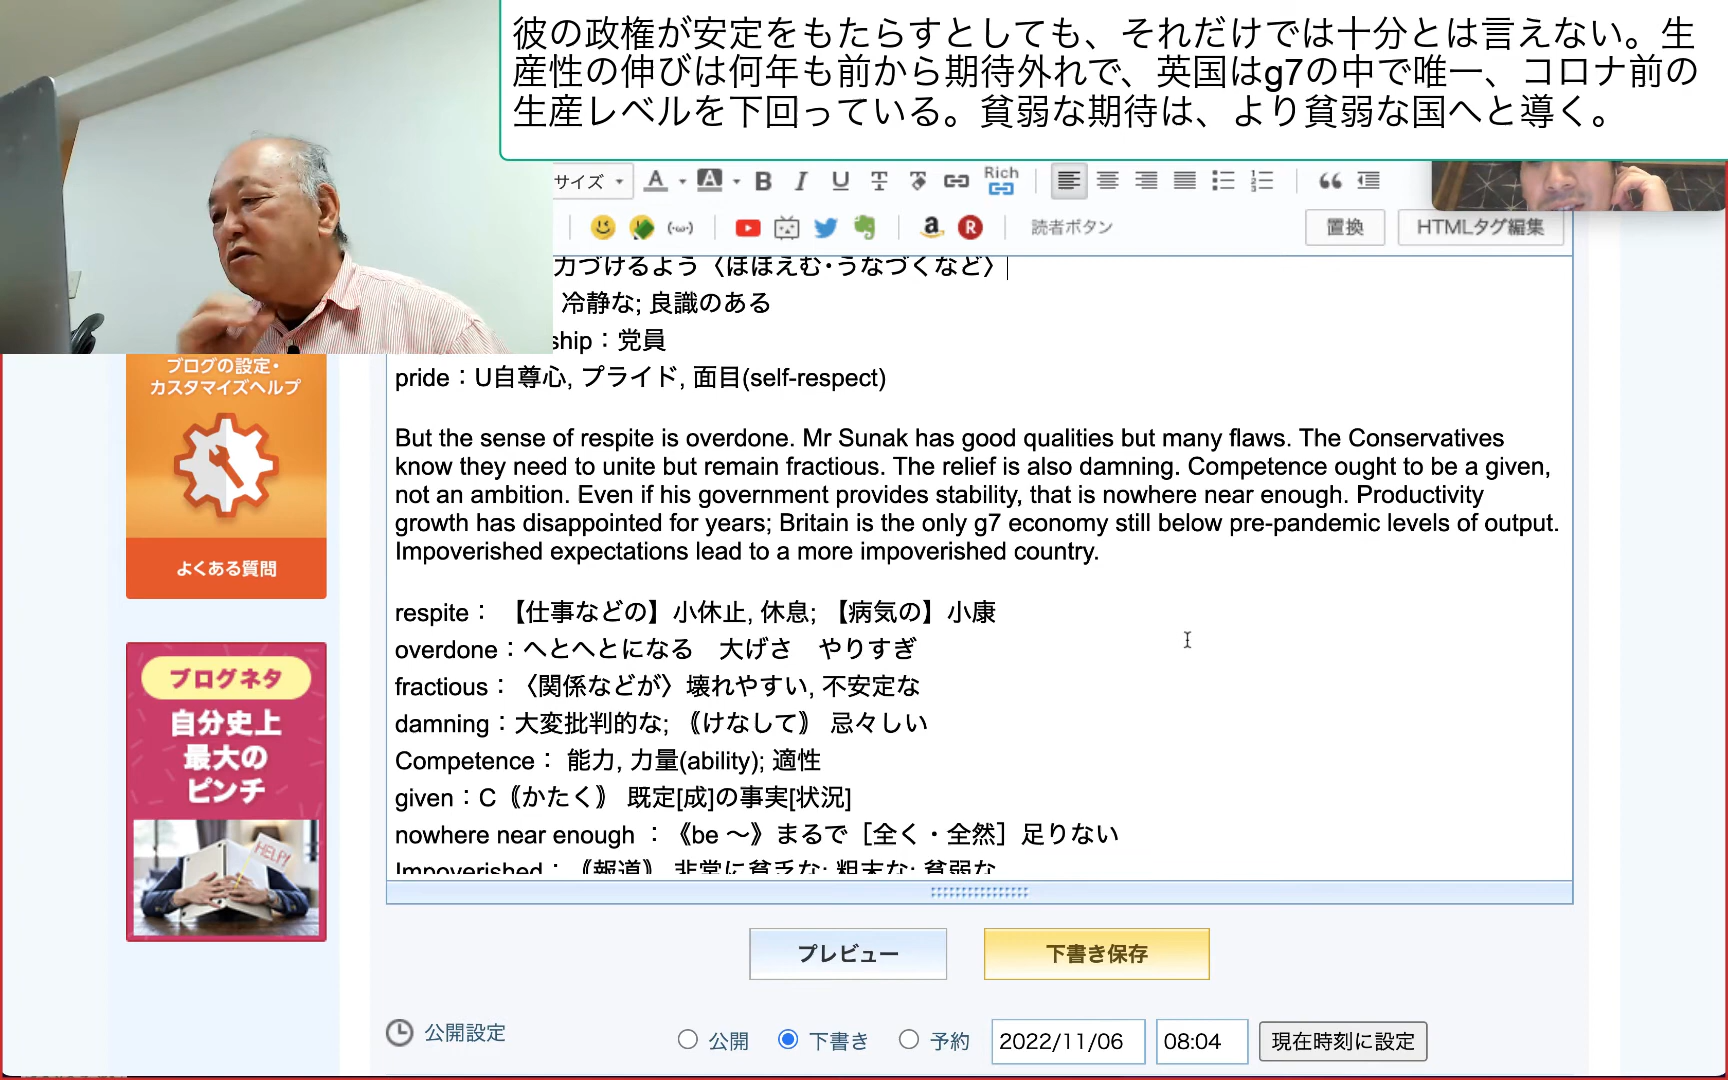 彼の政権が安定をもたらすとしても、それだけでは十分とは言えない。生
産性の伸びは何年も前から期待外れで、英国はg7の中で唯一、コロナ前の
生産レベルを下回っている。貧弱な期待は、より貧弱な国へと導く。
サイズ
Rich
読者ボタン
置換
HTMLタグ編集
力づけるよう〈ほほえむ・うなづくなど〉
冷静な; 良識のある
ship：党員
pride：U自尊心, プライド, 面目(self-respect)
But the sense of respite is overdone. Mr Sunak has good qualities but many flaws. The Conservatives
know they need to unite but remain fractious. The relief is also damning. Competence ought to be a given,
not an ambition. Even if his government provides stability, that is nowhere near enough. Productivity
growth has disappointed for years; Britain is the only g7 economy still below pre-pandemic levels of output.
Impoverished expectations lead to a more impoverished country.
respite： 【仕事などの】小休止, 休息; 【病気の】小康
overdone：へとへとになる　大げさ　やりすぎ
fractious：〈関係などが〉壊れやすい, 不安定な
damning：大変批判的な; 《けなして》 忌々しい
Competence： 能力, 力量(ability); 適性
given：C《かたく》 既定[成]の事実[状況]
nowhere near enough ：《be 〜》まるで［全く・全然］足りない
Impoverished： 《報道》 非常に貧乏な; 粗末な; 貧弱な
ブログの設定・
カスタマイズヘルプ
よくある質問
ブログネタ
自分史上
最大の
ピンチ
HELP!
プレビュー
下書き保存
公開設定
公開
下書き
予約
2022/11/06
08:04
現在時刻に設定